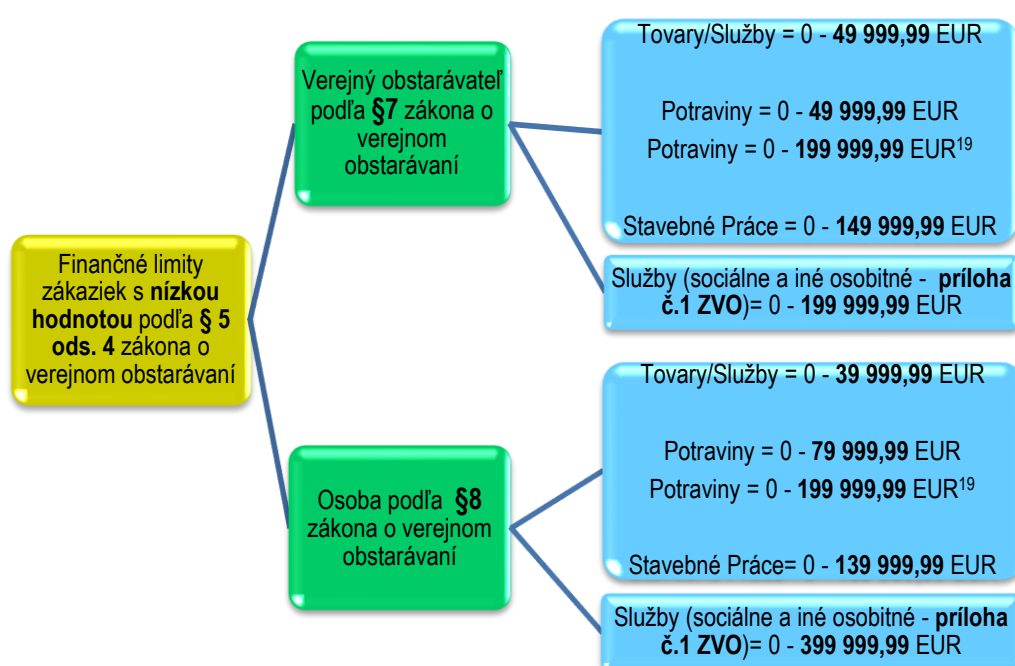 Finančné limity
zákaziek s nízkou
hodnotou podľa § 5
ods. 4 zákona o
verejnom obstarávaní
Verejný obstarávateľ
podľa §7 zákona o
verejnom
obstarávaní
Tovary/Služby = 0 - 49 999,99 EUR
Potraviny = 0 - 49 999,99 EUR
Potraviny = 0 - 199 999,99 EUR¹⁹
Stavebné Práce = 0 - 149 999,99 EUR
Služby (sociálne a iné osobitné - príloha
č.1 ZVO)= 0 - 199 999,99 EUR
Osoba podľa §8
zákona o verejnom
obstarávaní
Tovary/Služby = 0 - 39 999,99 EUR
Potraviny = 0 - 79 999,99 EUR
Potraviny = 0 - 199 999,99 EUR¹⁹
Stavebné Práce= 0 - 139 999,99 EUR
Služby (sociálne a iné osobitné - príloha
č.1 ZVO)= 0 - 399 999,99 EUR